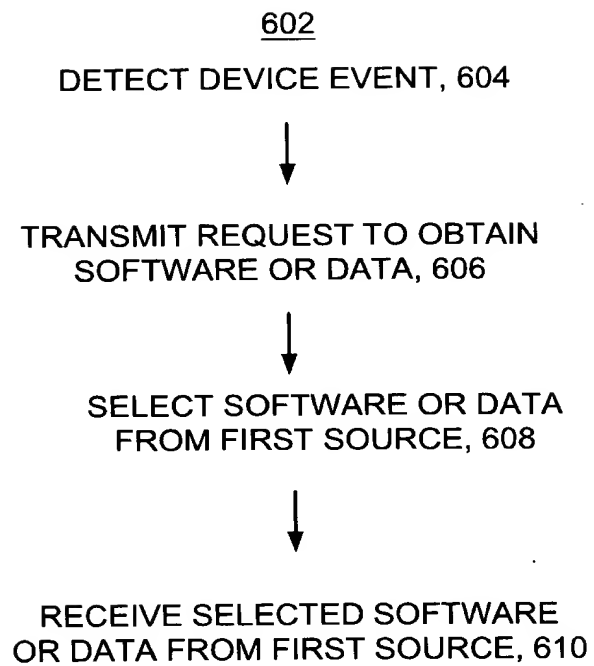 602
DETECT DEVICE EVENT, 604
TRANSMIT REQUEST TO OBTAIN
SOFTWARE OR DATA, 606
SELECT SOFTWARE OR DATA
FROM FIRST SOURCE, 608
RECEIVE SELECTED SOFTWARE
OR DATA FROM FIRST SOURCE, 610